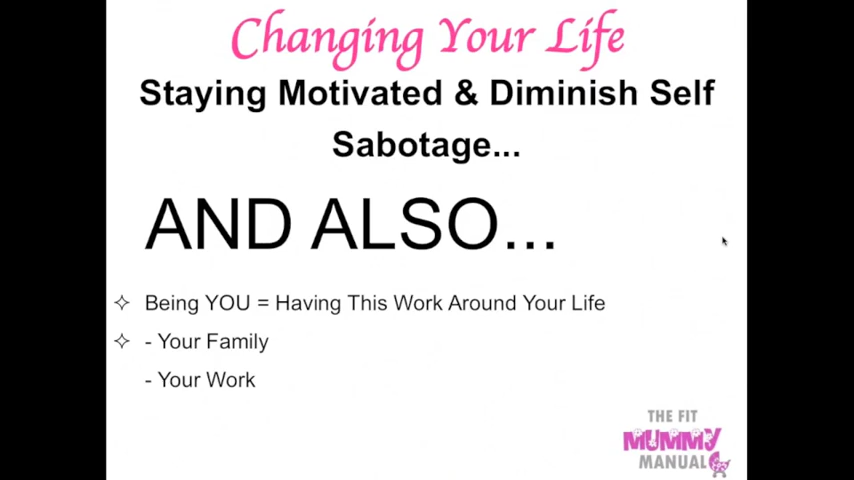 Changing Your Life
Staying Motivated & Diminish Self
Sabotage...
AND ALSO...
Being YOU = Having This Work Around Your Life
- Your Family
- Your Work
THE FIT
MUMMY
MANUAL